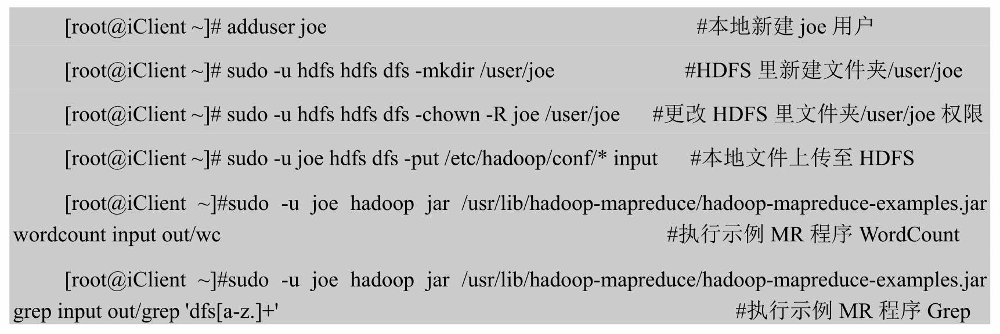 [root@iClient ~]# adduser joe #本地新建 joe 用户
[root@iClient ~]# sudo -u hdfs hdfs dfs -mkdir /user/joe #HDFS 里新建文件夹/user/joe
[root@iClient ~]# sudo -u hdfs hdfs dfs -chown -R joe /user/joe #更改 HDFS 里文件夹/user/joe 权限
[root@iClient ~]# sudo -u joe hdfs dfs -put /etc/hadoop/conf/* input #本地文件上传至 HDFS
[root@iClient ~]#sudo -u joe hadoop jar /usr/lib/hadoop-mapreduce/hadoop-mapreduce-examples.jar
wordcount input out/wc #执行示例 MR 程序 WordCount
[root@iClient ~]#sudo -u joe hadoop jar /usr/lib/hadoop-mapreduce/hadoop-mapreduce-examples.jar
grep input out/grep 'dfs[a-z.]+' #执行示例 MR 程序 Grep